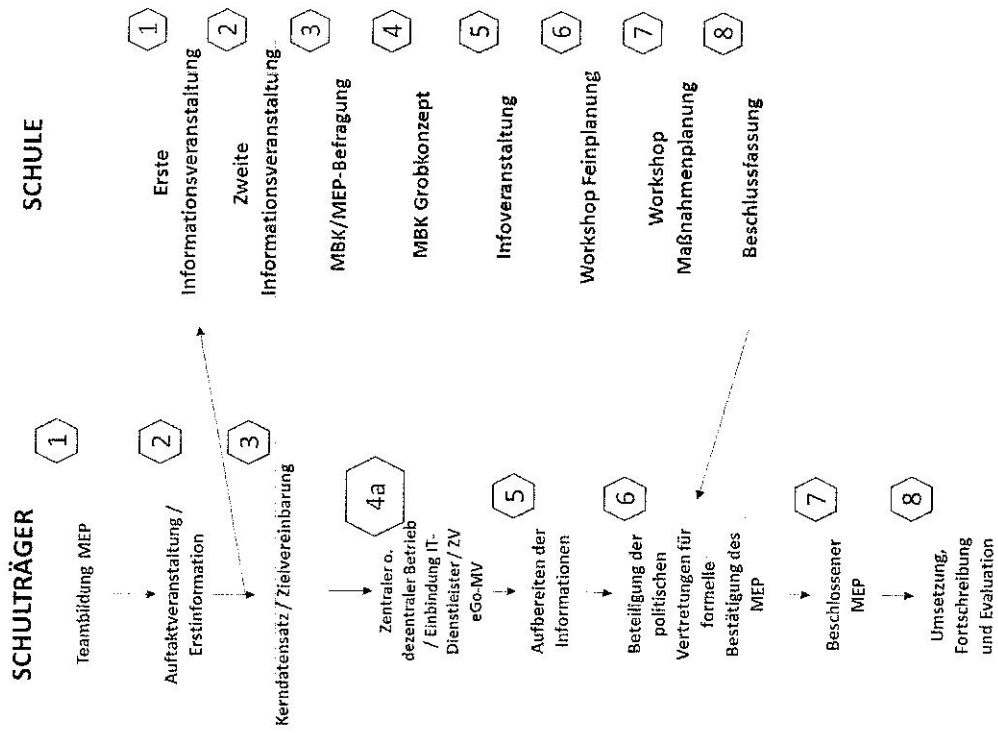 SCHULTRÄGER
Teambildung MEP
1
Auftaktveranstaltung /
Erstinformation
2
Kerndatensatz / Zielvereinbarung
3
Zentraler o.
dezentraler Betrieb
/ Einbindung IT-
Dienstleister / ZV
eGo-MV
4a
Aufbereiten der
Informationen
5
Beteiligung der
politischen
Vertretungen für
formelle
Bestätigung des
MEP
6
Beschlossener
MEP
7
Umsetzung,
Fortschreibung
und Evaluation
8
SCHULE
Erste
Informationsveranstaltung
1
Zweite
Informationsveranstaltung
2
MBK/MEP-Befragung
3
MBK Grobkonzept
4
Infoveranstaltung
5
Workshop Feinplanung
6
Workshop
Maßnahmenplanung
7
Beschlussfassung
8